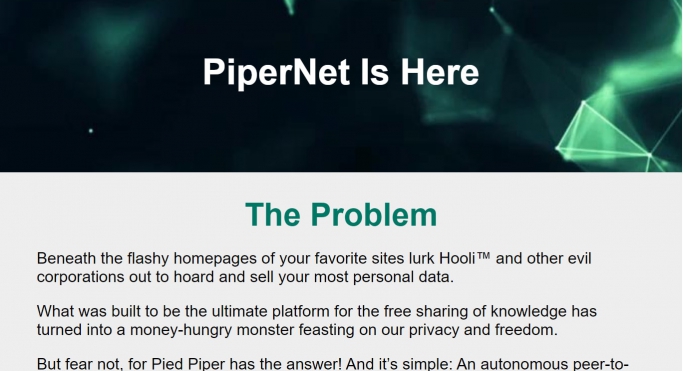 PiperNet Is Here
The Problem
Beneath the flashy homepages of your favorite sites lurk Hooli™ and other evil
corporations out to hoard and sell your most personal data.
What was built to be the ultimate platform for the free sharing of knowledge has
turned into a money-hungry monster feasting on our privacy and freedom.
But fear not, for Pied Piper has the answer! And it’s simple: An autonomous peer-to-